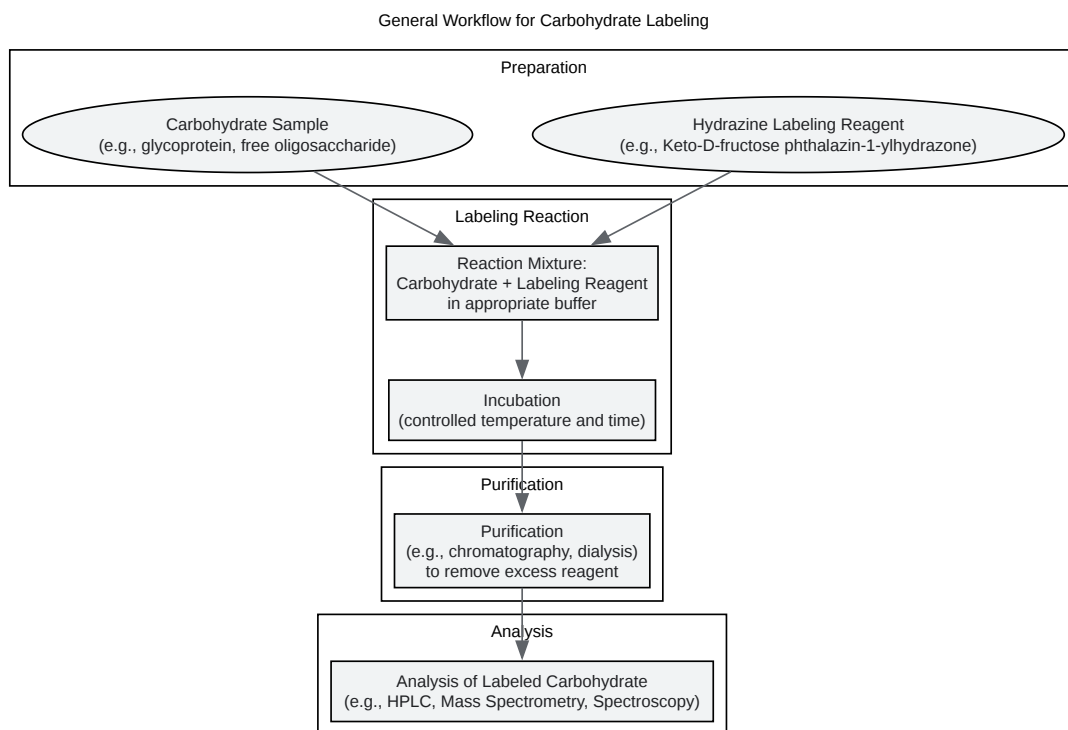 General Workflow for Carbohydrate Labeling
Preparation
Carbohydrate Sample
(e.g., glycoprotein, free oligosaccharide)
Hydrazine Labeling Reagent
(e.g., Keto-D-fructose phthalazin-1-ylhydrazone)
Labeling Reaction
Reaction Mixture:
Carbohydrate + Labeling Reagent
in appropriate buffer
Incubation
(controlled temperature and time)
Purification
Purification
(e.g., chromatography, dialysis)
to remove excess reagent
Analysis
Analysis of Labeled Carbohydrate
(e.g., HPLC, Mass Spectrometry, Spectroscopy)